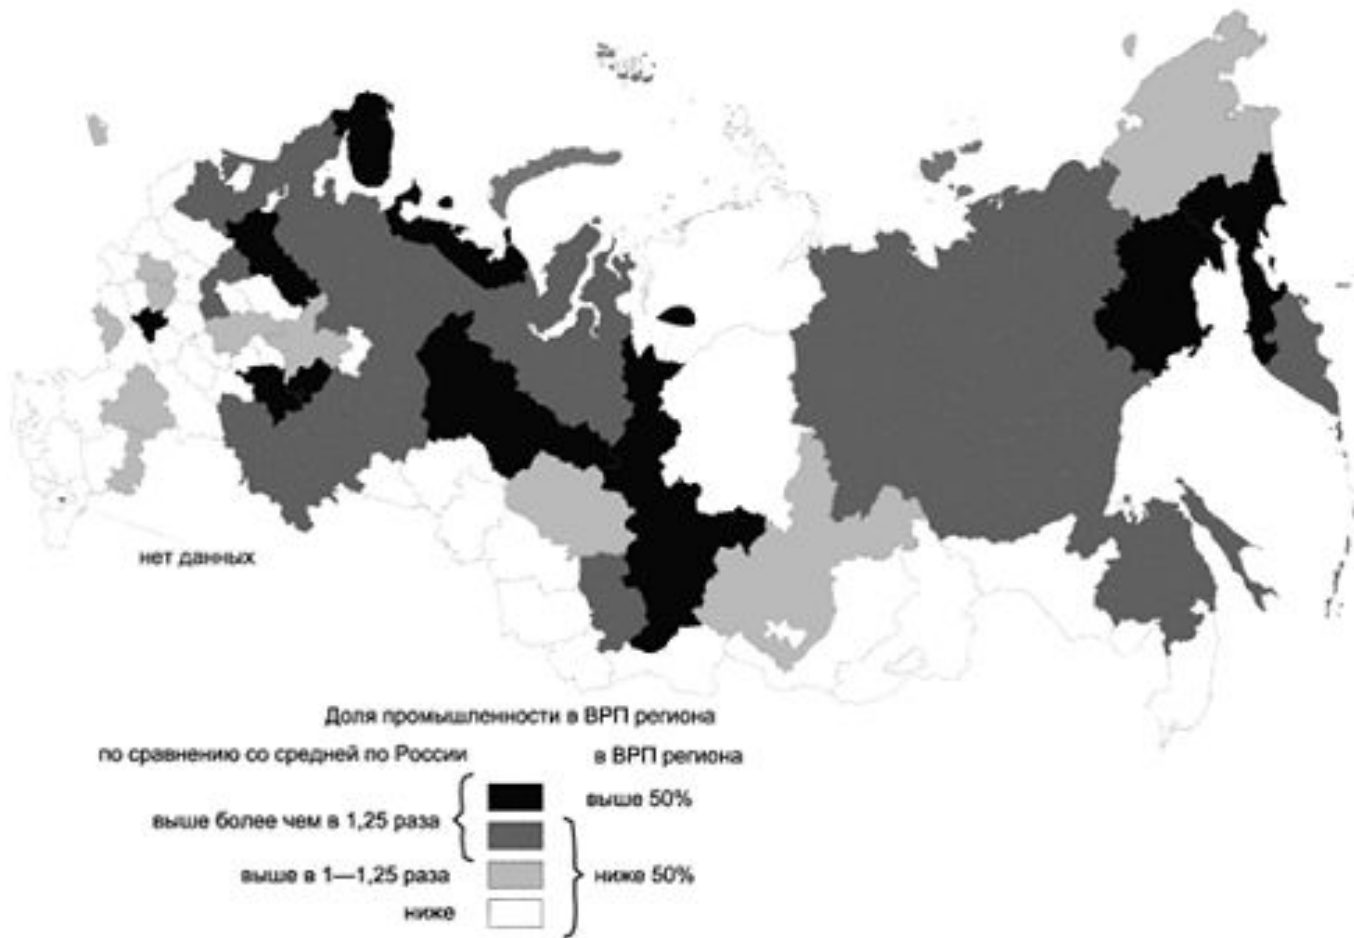 нет данных
Доля промышленности в ВРП региона
по сравнению со средней по России
в ВРП региона
выше 50%
выше более чем в 1,25 раза
выше в 1—1,25 раза
ниже 50%
ниже